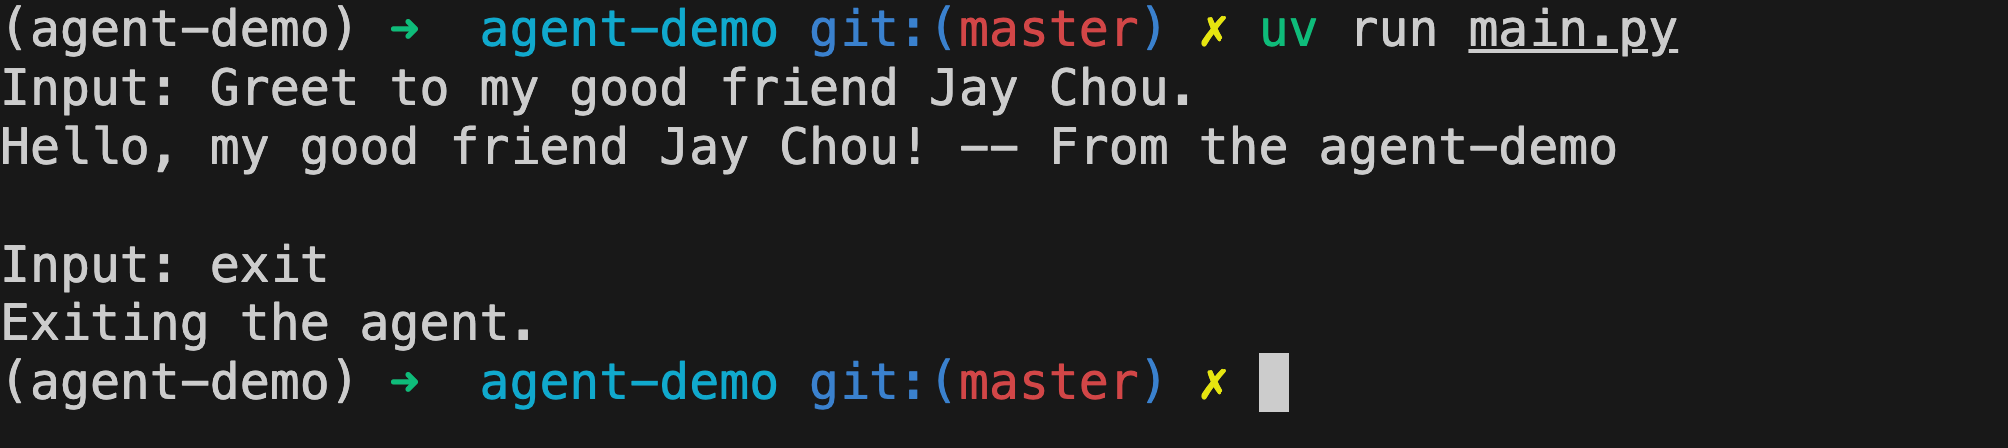 (agent-demo) ➜  agent-demo git:(master) ✗ uv run main.py
Input: Greet to my good friend Jay Chou.
Hello, my good friend Jay Chou! -- From the agent-demo
Input: exit
Exiting the agent.
(agent-demo) ➜  agent-demo git:(master) ✗